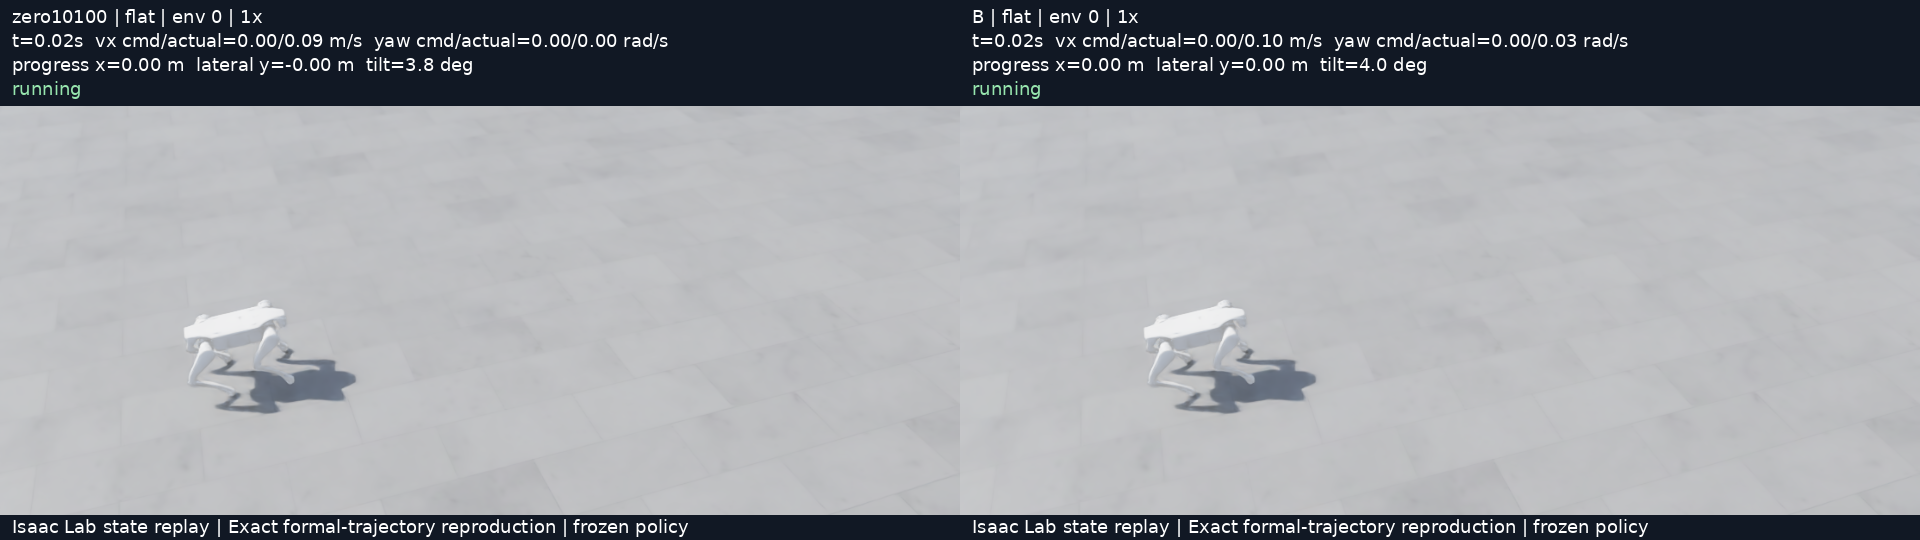 zero10100 | flat | env 0 | 1x
t=0.02s  vx cmd/actual=0.00/0.09 m/s  yaw cmd/actual=0.00/0.00 rad/s
progress x=0.00 m  lateral y=-0.00 m  tilt=3.8 deg
running
Isaac Lab state replay | Exact formal-trajectory reproduction | frozen policy
B | flat | env 0 | 1x
t=0.02s  vx cmd/actual=0.00/0.10 m/s  yaw cmd/actual=0.00/0.03 rad/s
progress x=0.00 m  lateral y=0.00 m  tilt=4.0 deg
running
Isaac Lab state replay | Exact formal-trajectory reproduction | frozen policy